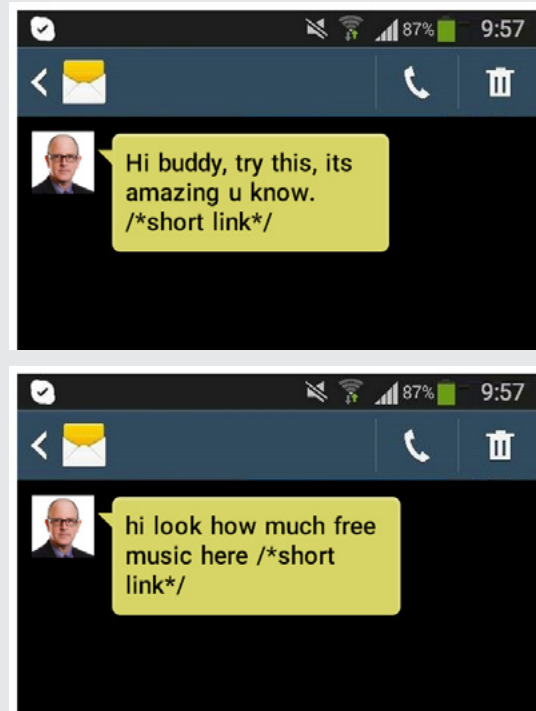 87% 9:57
Hi buddy, try this, its
amazing u know.
/*short link*/
87% 9:57
hi look how much free
music here /*short
link*/